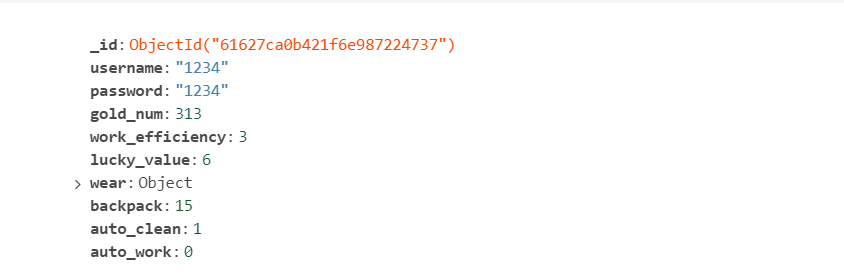 _id: ObjectId("61627ca0b421f6e987224737")
username: "1234"
password: "1234"
gold_num: 313
work_efficiency: 3
lucky_value: 6
> wear: Object
backpack: 15
auto_clean: 1
auto_work: 0